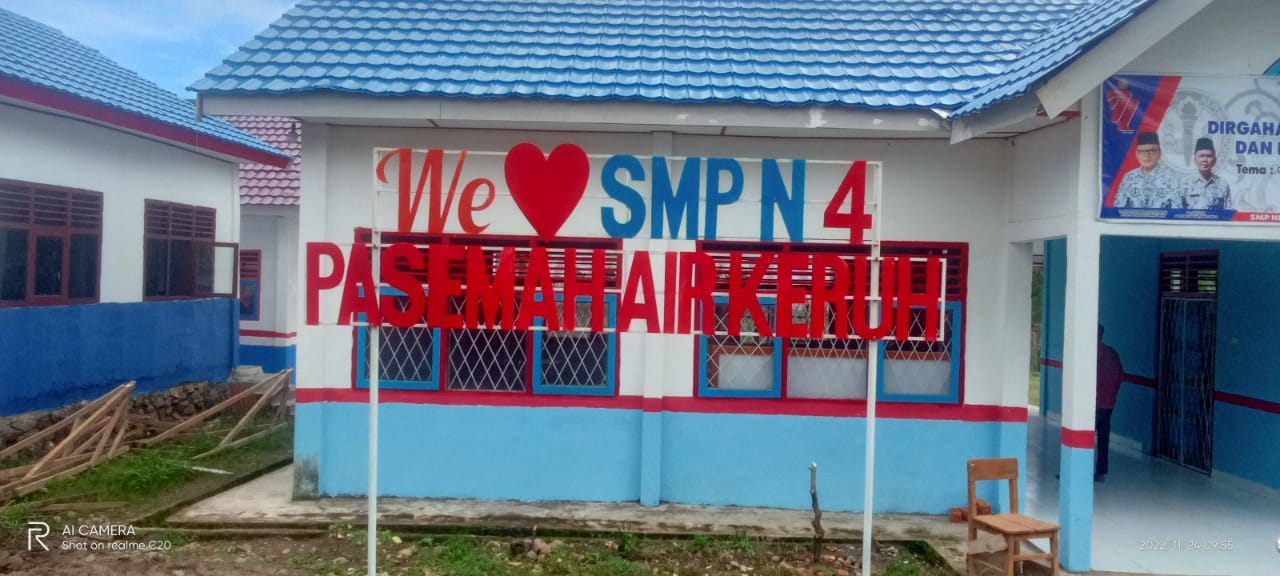 We SMP N 4
PASEMAH AIR KERUH
DIRGAHA
DAN
Tema :
SMP N
AI CAMERA
Shot on realme C20
2022.11.24 09:55